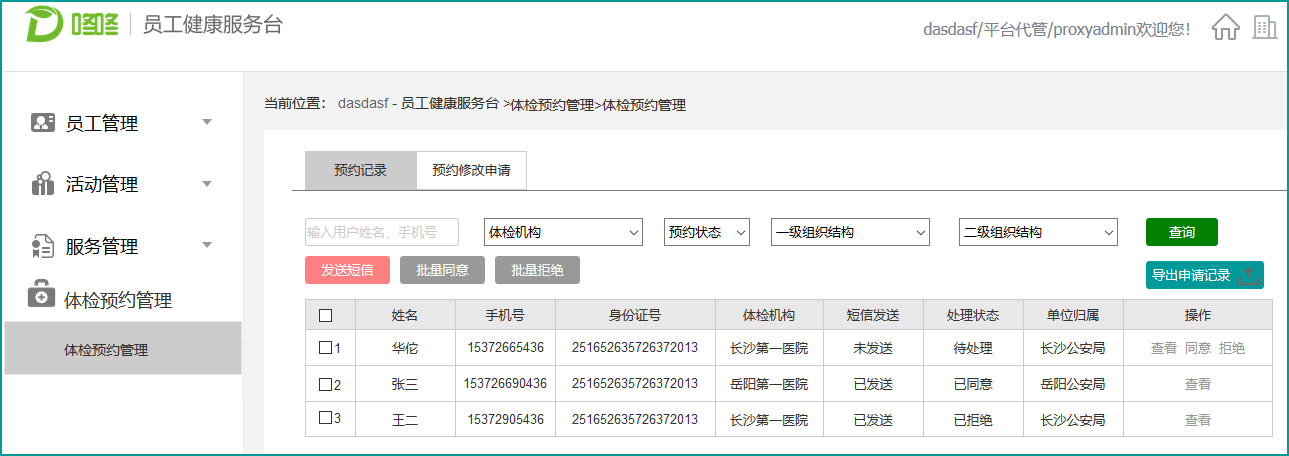 咚咚 员工健康服务台
dasdasf/平台代管/proxyadmin欢迎您!
员工管理
活动管理
服务管理
体检预约管理
体检预约管理
当前位置： dasdasf - 员工健康服务台 >体检预约管理>体检预约管理
预约记录 预约修改申请
输入用户姓名、手机号 体检机构 预约状态 一级组织结构 二级组织结构 查询
发送短信 批量同意 批量拒绝 导出申请记录
姓名 手机号 身份证号 体检机构 短信发送 处理状态 单位归属 操作
1 华佗 15372665436 251652635726372013 长沙第一医院 未发送 待处理 长沙公安局 查看 同意 拒绝
2 张三 153726690436 251652635726372013 岳阳第一医院 已发送 已同意 岳阳公安局 查看
3 王二 15372905436 251652635726372013 长沙第一医院 已发送 已拒绝 长沙公安局 查看